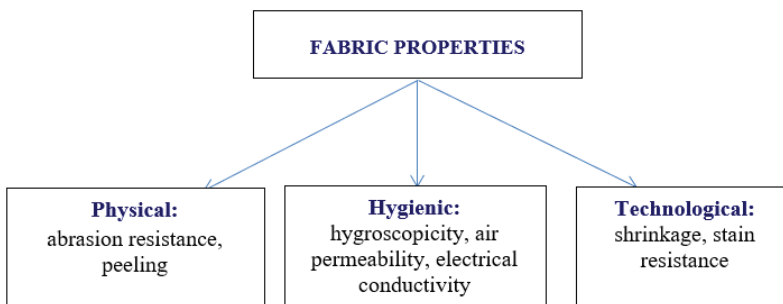 FABRIC PROPERTIES
Physical:
abrasion resistance,
peeling
Hygienic:
hygroscopicity, air
permeability, electrical
conductivity
Technological:
shrinkage, stain
resistance